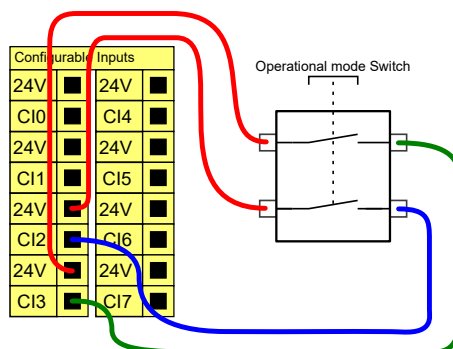 Configurable Inputs
Operational mode Switch
24V 24V
CI0 CI4
24V 24V
CI1 CI5
24V 24V
CI2 CI6
24V 24V
CI3 CI7